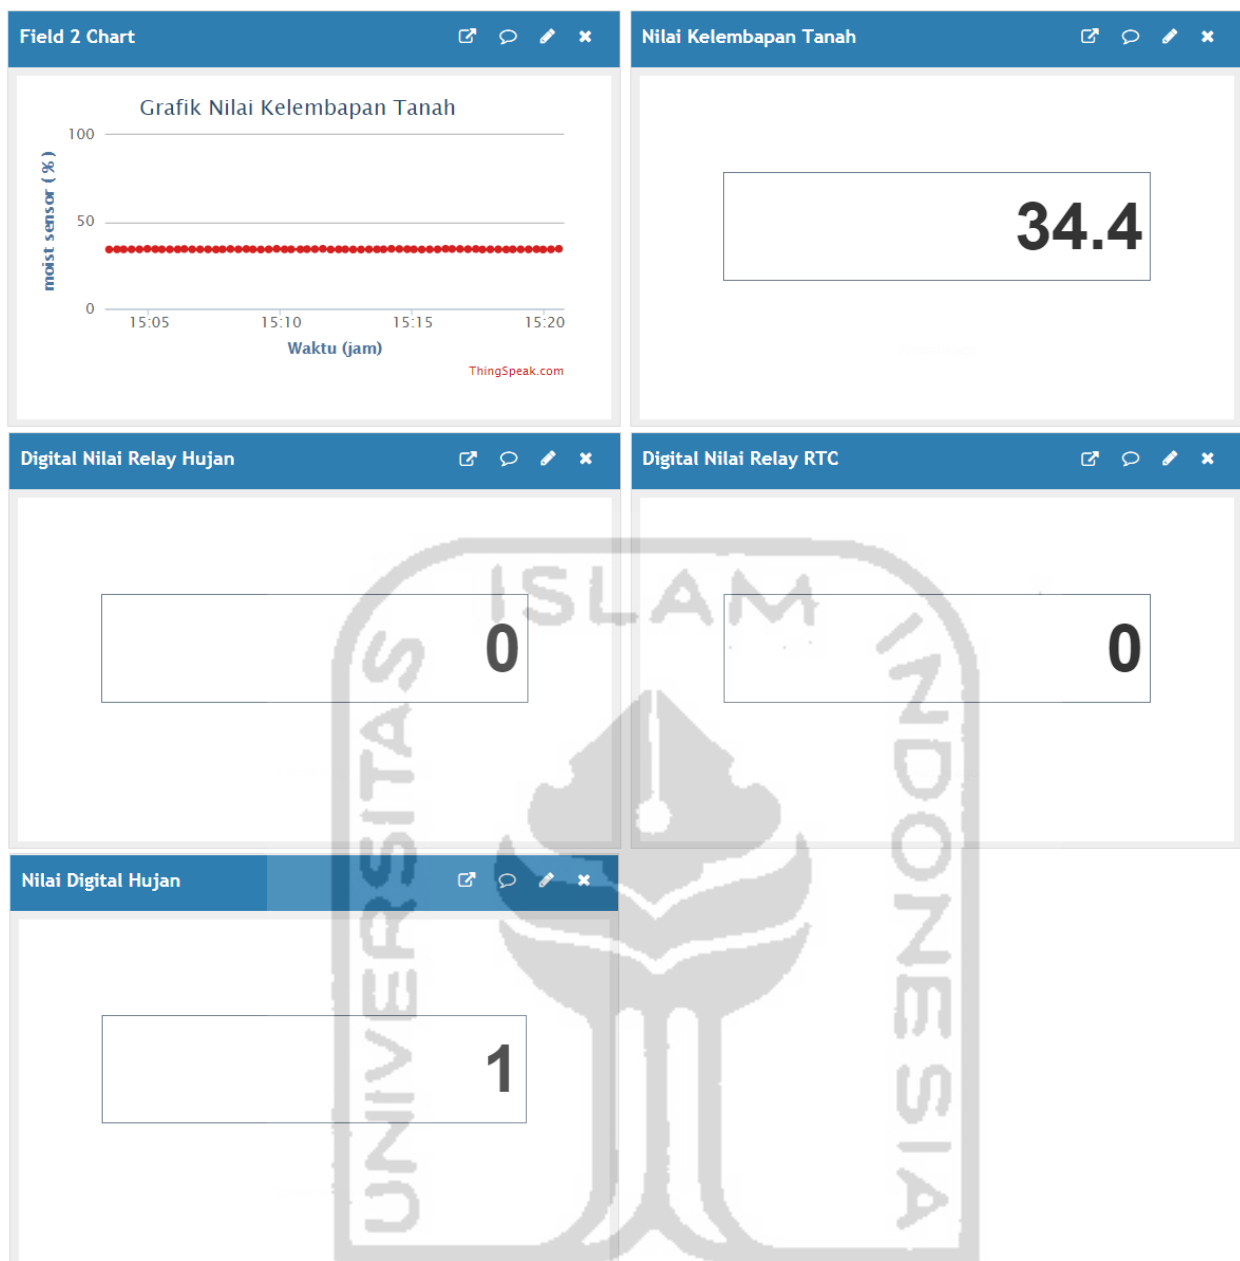 Field 2 Chart
Grafik Nilai Kelembapan Tanah
moist sensor ( % )
100
50
0
15:05 15:10 15:15 15:20
Waktu (jam)
ThingSpeak.com
Nilai Kelembapan Tanah
34.4
Digital Nilai Relay Hujan
0
Digital Nilai Relay RTC
0
Nilai Digital Hujan
1
UNIVERSITAS
ISLAM
INDONESIA